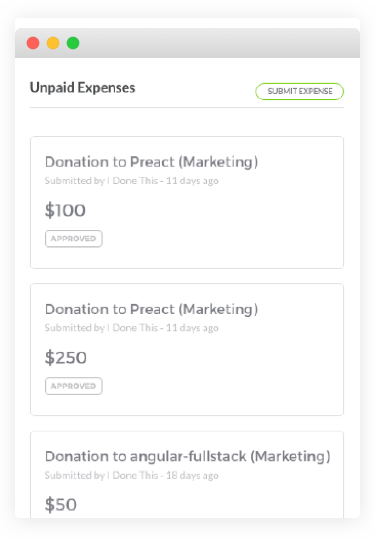 Unpaid Expenses
SUBMIT EXPENSE
Donation to Preact (Marketing)
Submitted by I Done This - 11 days ago
$100
APPROVED
Donation to Preact (Marketing)
Submitted by I Done This - 11 days ago
$250
APPROVED
Donation to angular-fullstack (Marketing)
Submitted by I Done This - 18 days ago
$50